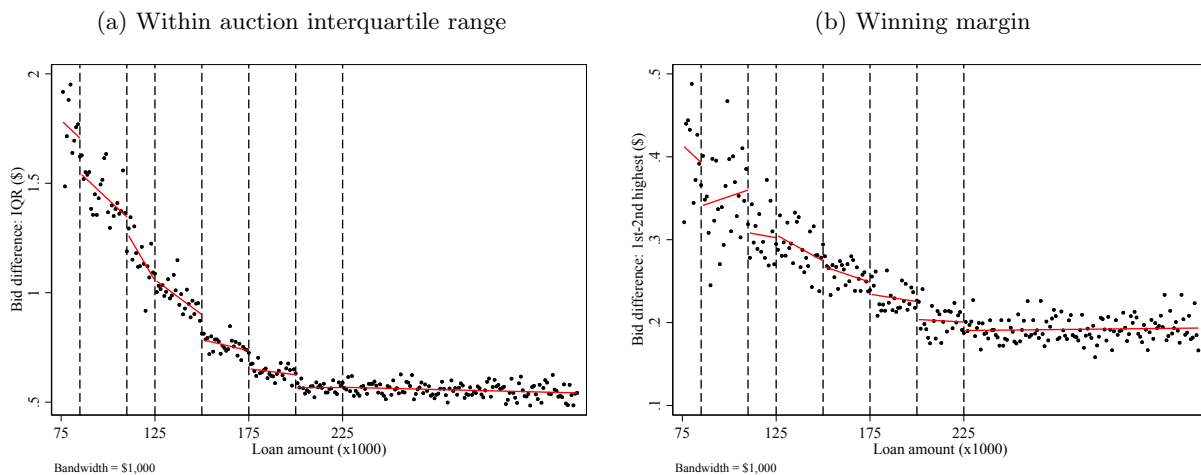 (a) Within auction interquartile range
Bid difference: IQR ($)
2
1.5
1
.5
75 125 175 225
Loan amount (x1000)
Bandwidth = $1,000
(b) Winning margin
Bid difference: 1st-2nd highest ($)
.5
.4
.3
.2
.1
75 125 175 225
Loan amount (x1000)
Bandwidth = $1,000